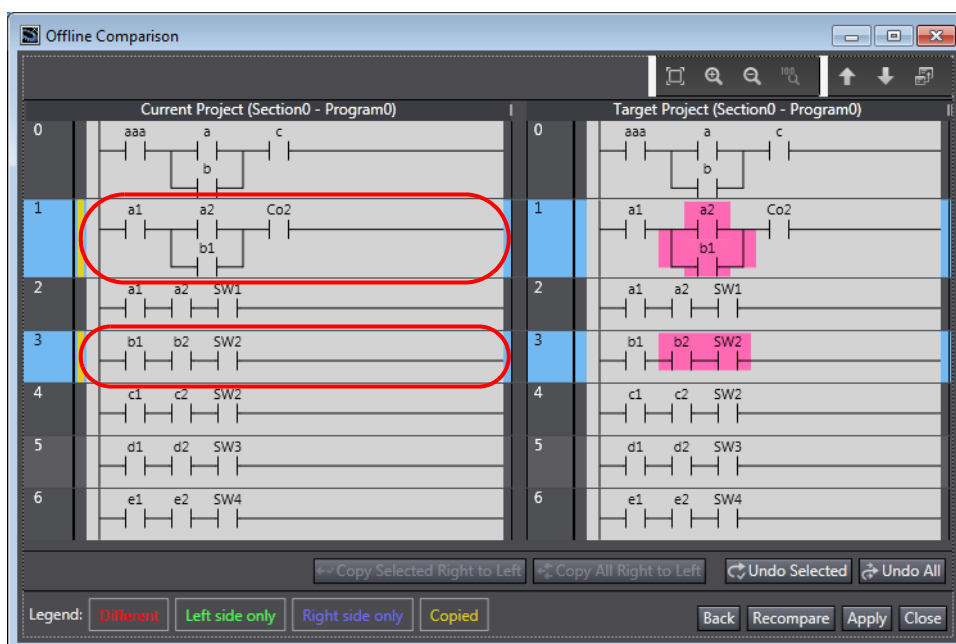 Offline Comparison
100%
Current Project (Section0 - Program0)
Target Project (Section0 - Program0)
0 aaa a c
b
0 aaa a c
b
1 a1 a2 Co2
b1
1 a1 a2 Co2
b1
2 a1 a2 SW1
2 a1 a2 SW1
3 b1 b2 SW2
3 b1 b2 SW2
4 c1 c2 SW2
4 c1 c2 SW2
5 d1 d2 SW3
5 d1 d2 SW3
6 e1 e2 SW4
6 e1 e2 SW4
Copy Selected Right to Left Copy All Right to Left Undo Selected Undo All
Legend: Different Left side only Right side only Copied Back Recompare Apply Close